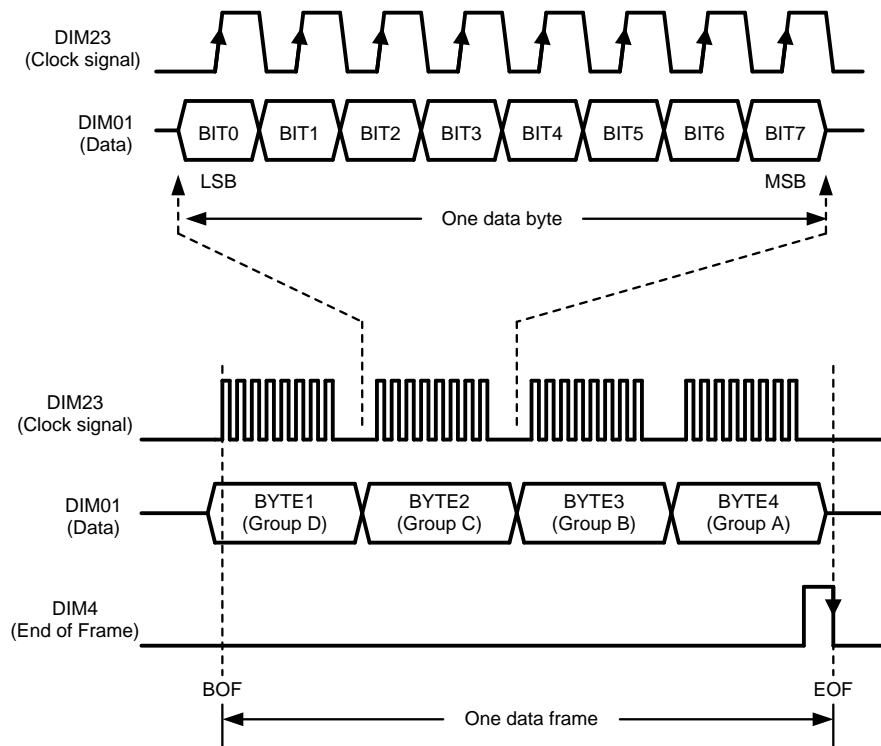 DIM23
(Clock signal)
DIM01
(Data)
BIT0 BIT1 BIT2 BIT3 BIT4 BIT5 BIT6 BIT7
LSB MSB
One data byte
DIM23
(Clock signal)
DIM01
(Data)
BYTE1 BYTE2 BYTE3 BYTE4
(Group D) (Group C) (Group B) (Group A)
DIM4
(End of Frame)
BOF EOF
One data frame